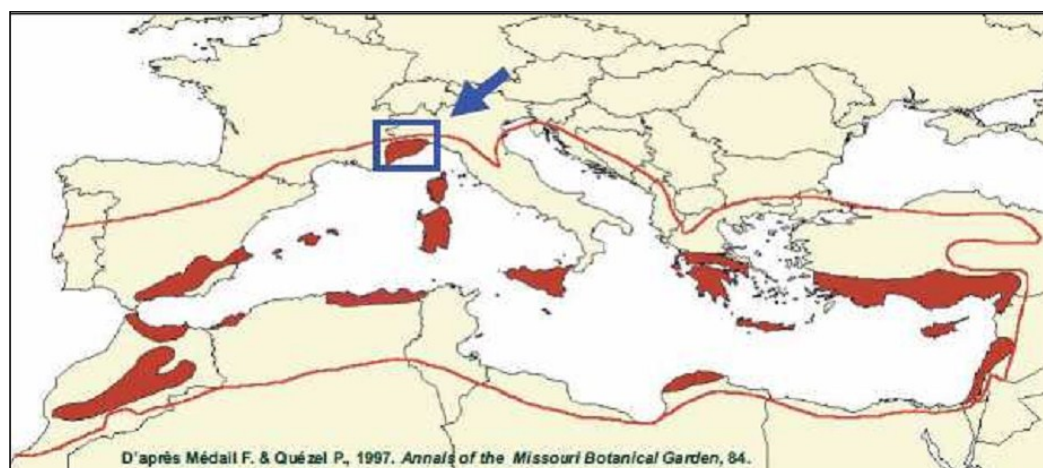 D'après Médail F. & Quézel P., 1997. Annals of the Missouri Botanical Garden, 84.